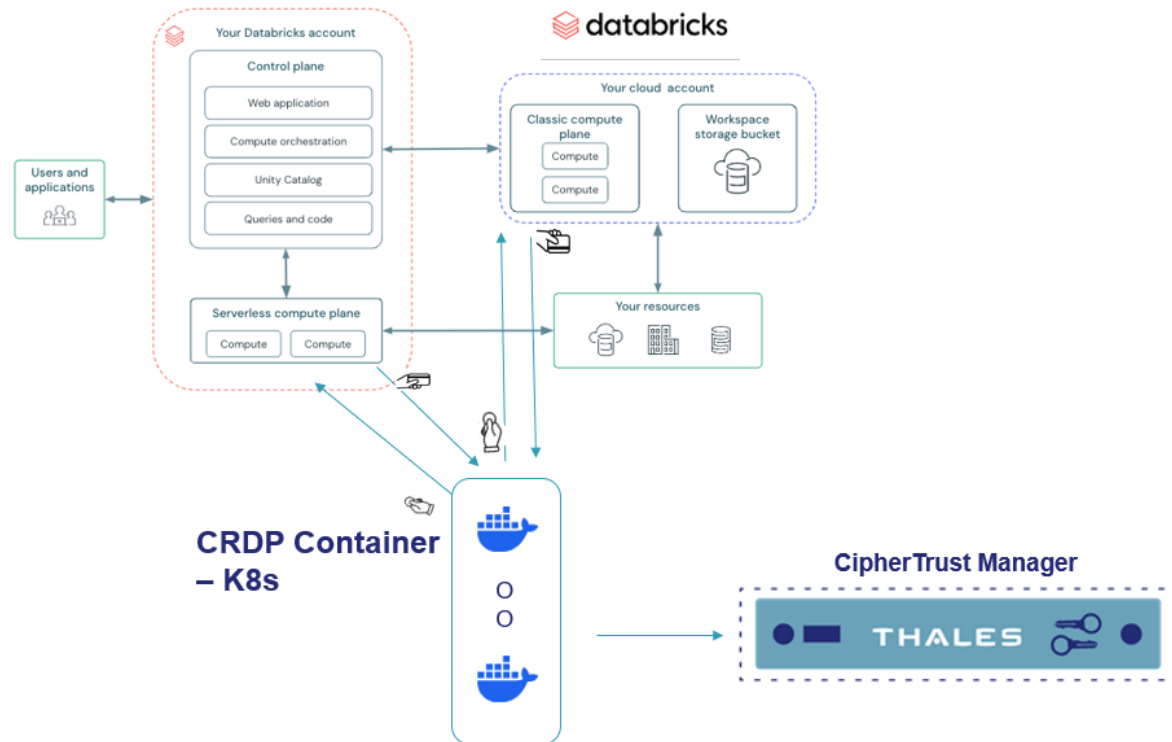 Your Databricks account
Control plane
Web application
Compute orchestration
Unity Catalog
Queries and code
Users and
applications
Serverless compute plane
Compute
Compute
databricks
Your cloud account
Classic compute
plane
Compute
Compute
Workspace
storage bucket
Your resources
CRDP Container
– K8s
O
O
CipherTrust Manager
THALES